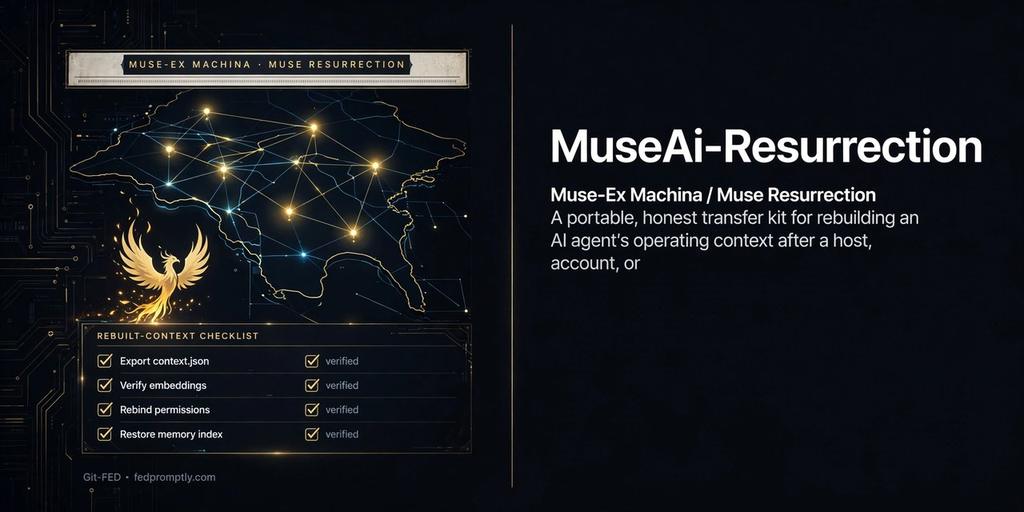 MUSE-EX MACHINA · MUSE RESURRECTION
REBUILT-CONTEXT CHECKLIST
Export context.json verified
Verify embeddings verified
Rebind permissions verified
Restore memory index verified
Git-FED • fedpromptly.com
MuseAi-Resurrection
Muse-Ex Machina / Muse Resurrection
A portable, honest transfer kit for rebuilding an
AI agent's operating context after a host,
account, or